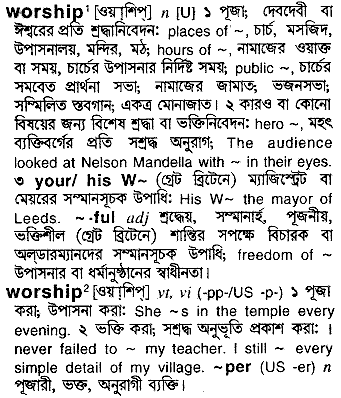 worship¹ [ওয়াশিপ্] n [U] ১ পূজা; দেবদেবী বা
ঈশ্বরের প্রতি শ্রদ্ধানিবেদন: places of ~, চার্চ, মসজিদ,
উপাসনালয়, মন্দির, মঠ; hours of ~, নামাজের ওয়াক্ত
বা সময়, চার্চের উপাসনার নির্দিষ্ট সময়; public ~, চার্চের
সমবেত প্রার্থনা সভা; নামাজের জামাত; ভজনসভা;
সম্মিলিত স্তবগান; একত্র মোনাজাত। ২ কারও বা কোনো
বিষয়ের জন্য বিশেষ শ্রদ্ধা বা ভক্তিনিবেদন: hero ~, মহৎ
ব্যক্তিবর্গের প্রতি সশ্রদ্ধ অনুরাগ; The audience
looked at Nelson Mandella with ~ in their eyes.
৩ your/ his W~ (গ্রেট ব্রিটেনে) ম্যাজিস্ট্রেট বা
মেয়রের সম্মানসূচক উপাধি: His W~ the mayor of
Leeds. ~·ful adj শ্রদ্ধেয়, সম্মানার্হ, পূজনীয়,
ভক্তিশীল (গ্রেট ব্রিটেনে) শান্তির সপক্ষে বিচারক বা
অল্ডারম্যানদের সম্মানসূচক উপাধি; freedom of ~
উপাসনার বা ধর্মানুষ্ঠানের স্বাধীনতা।
worship² [ওয়াশিপ্] vt, vi (-pp-/US -p-) ১ পূজা
করা; উপাসনা করা: She ~s in the temple every
evening. ২ ভক্তি করা; সশ্রদ্ধ অনুভূতি প্রকাশ করা: I
never failed to ~ my teacher. I still ~ every
simple detail of my village. ~per (US -er) n
পূজারী, ভক্ত, অনুরাগী ব্যক্তি।